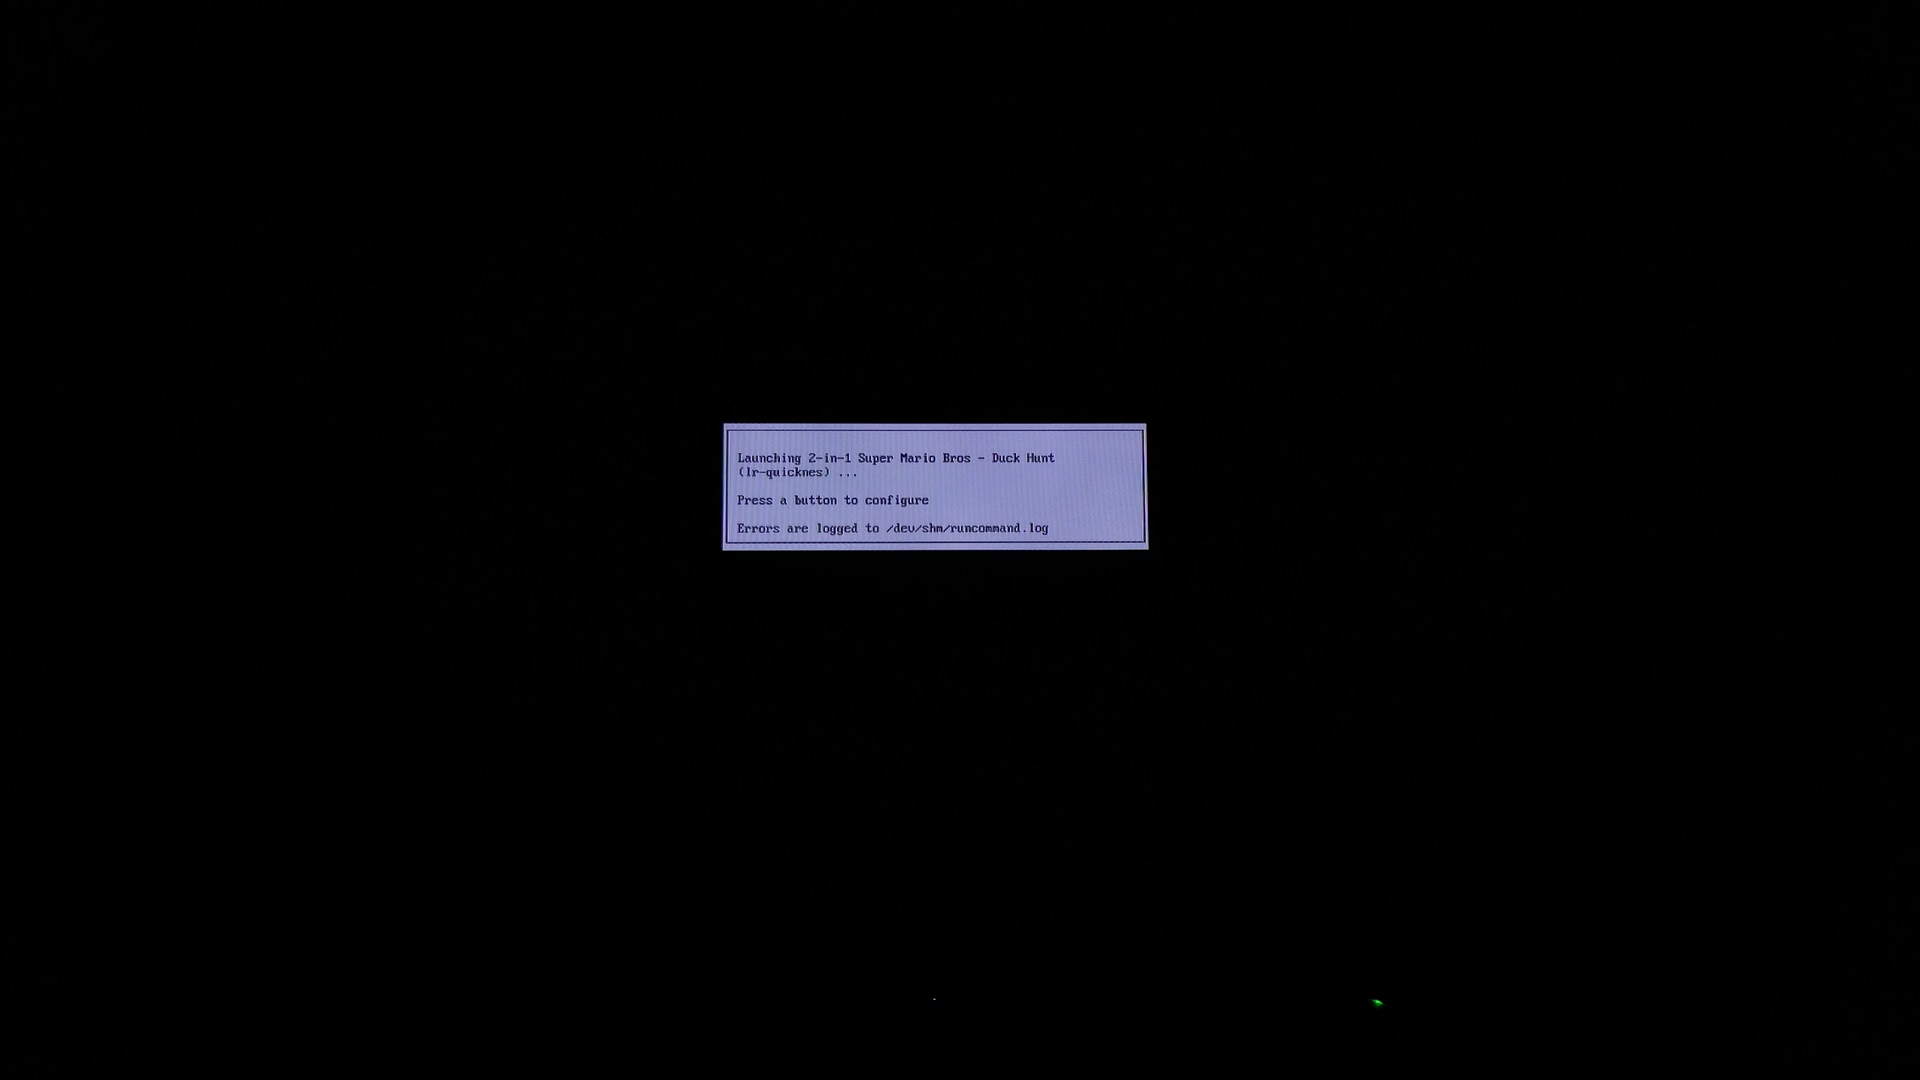 Launching 2-in-1 Super Mario Bros - Duck Hunt
(lr-quicknes) ...
Press a button to configure
Errors are logged to /dev/shm/runcommand.log